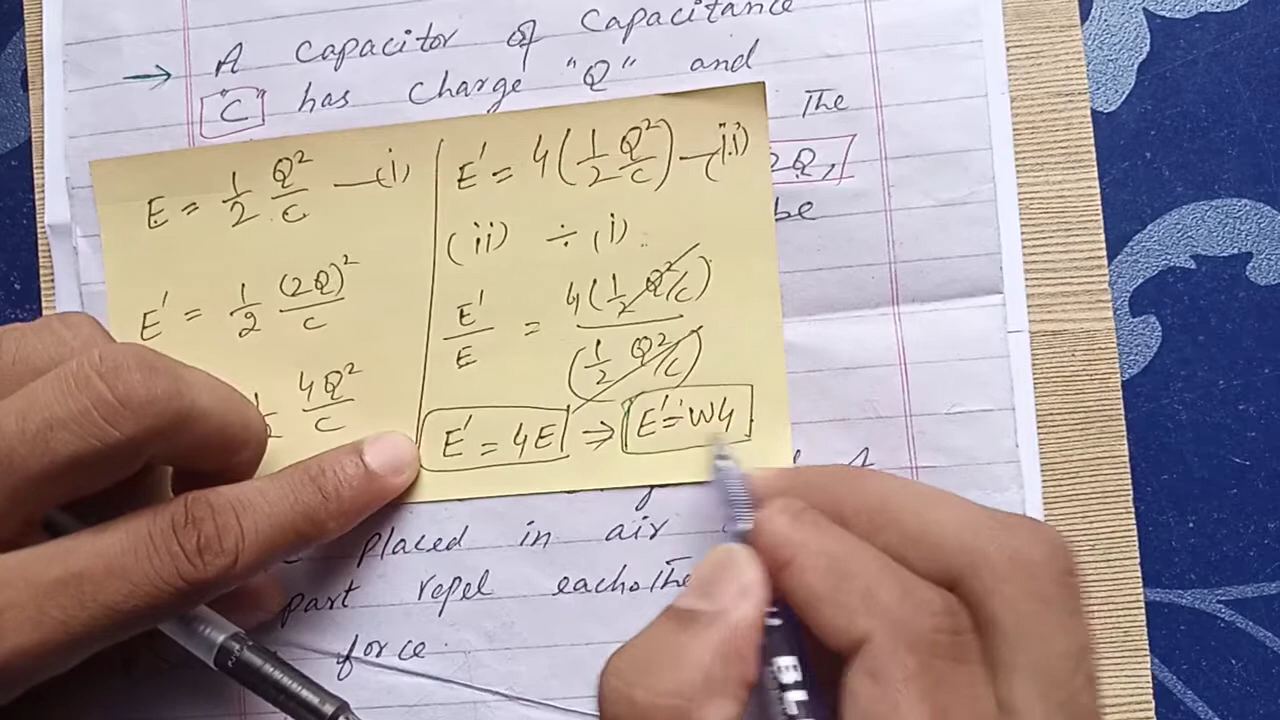 A capacitor of capacitance
→ "C" has charge "Q" and
The
2Q,
be
E = 1/2 Q²/C —(i)
E' = 1/2 (2Q)²/C
4Q²/C
E' = 4(1/2 Q²/C) —(ii)
(ii) ÷ (i)
E'/E = 4(1/2 Q²/C) / (1/2 Q²/C)
E' = 4E ⇒ E' = W4
placed in air
part repel eachothe
force.